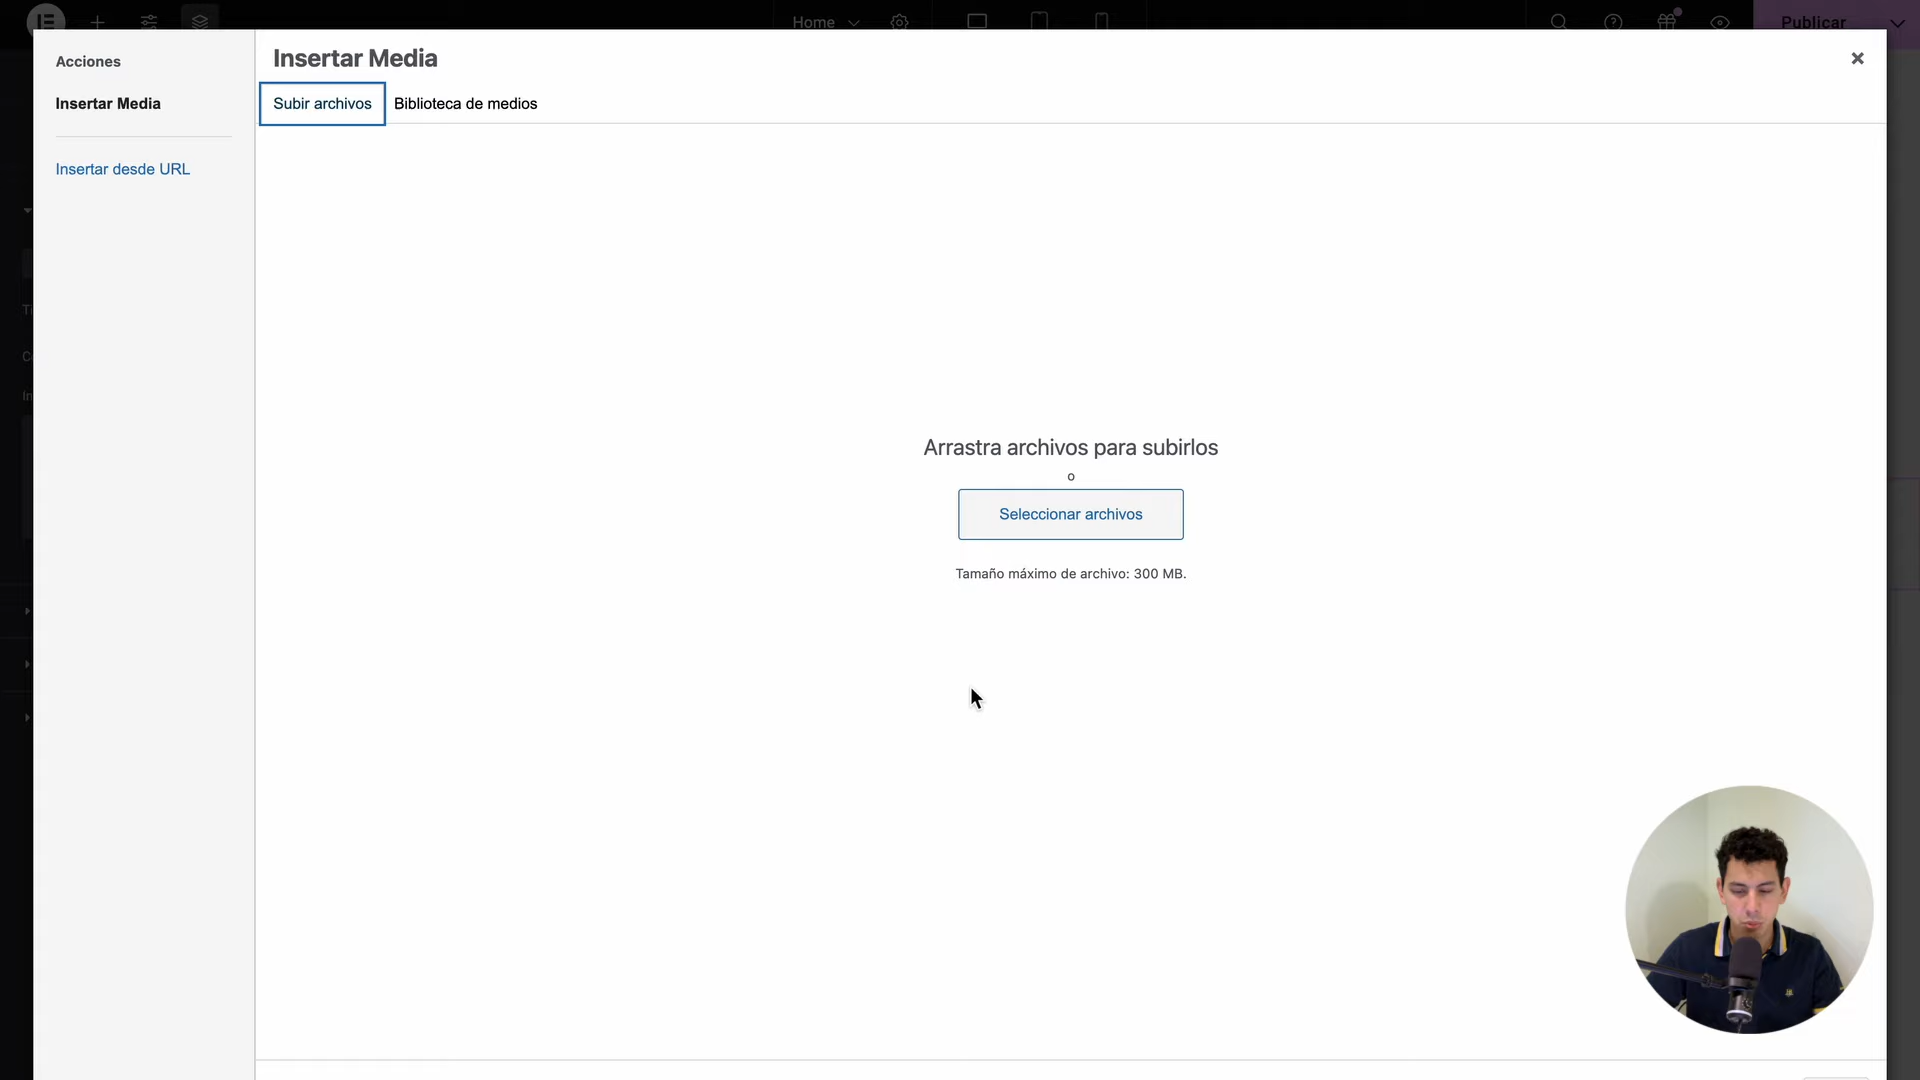 Home
Publicar
Acciones
Insertar Media
Insertar desde URL
Insertar Media
Subir archivos
Biblioteca de medios
Arrastra archivos para subirlos
o
Seleccionar archivos
Tamaño máximo de archivo: 300 MB.